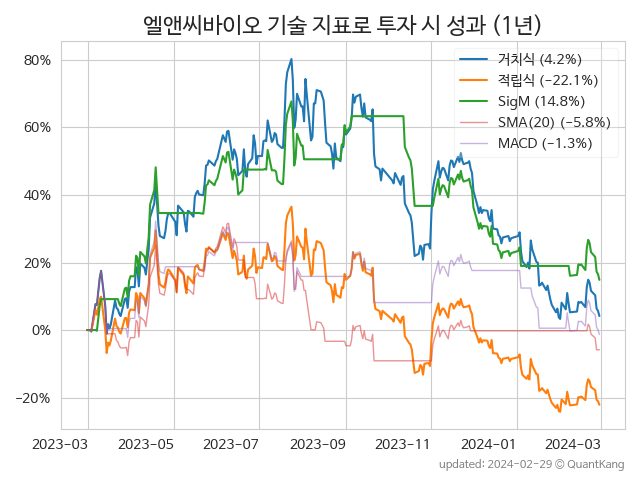 엘앤씨바이오 기술 지표로 투자 시 성과 (1년)
80%
60%
40%
20%
0%
−20%
거치식 (4.2%)
적립식 (−22.1%)
SigM (14.8%)
SMA(20) (−5.8%)
MACD (−1.3%)
2023-03 2023-05 2023-07 2023-09 2023-11 2024-01 2024-03
updated: 2024-02-29 © QuantKang